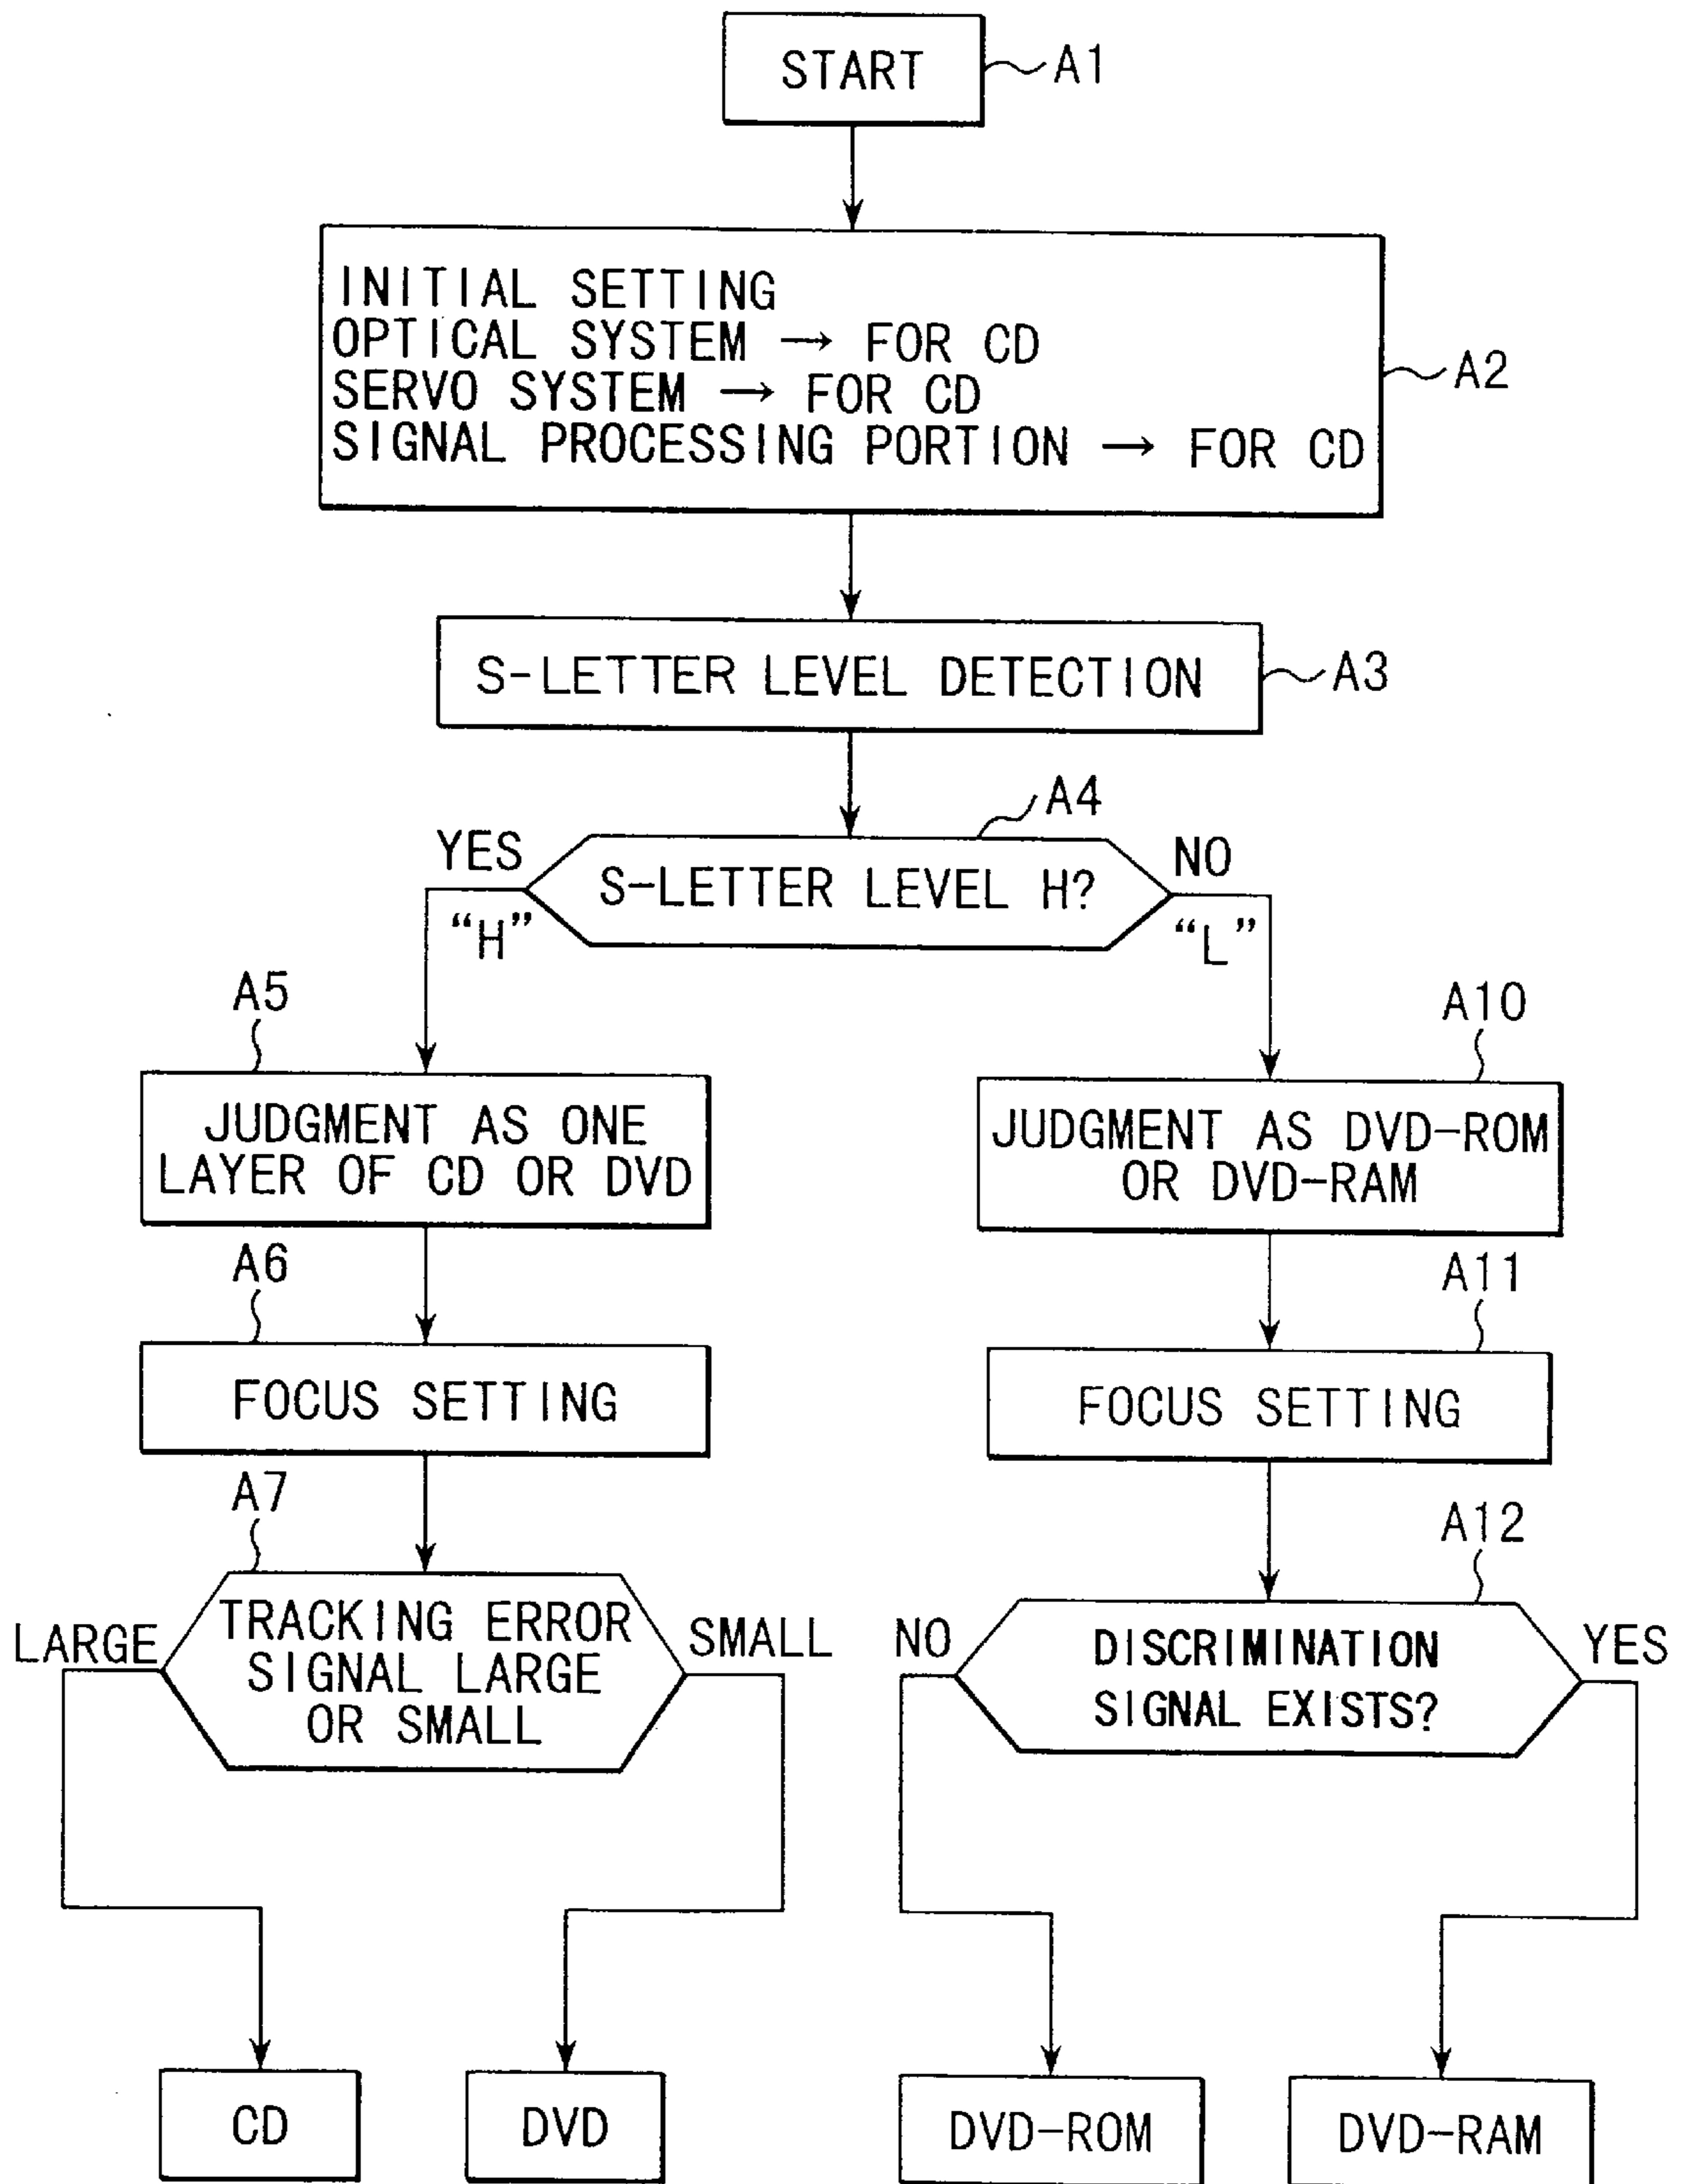 START
A1
INITIAL SETTING
OPTICAL SYSTEM → FOR CD
SERVO SYSTEM → FOR CD
SIGNAL PROCESSING PORTION → FOR CD
A2
S-LETTER LEVEL DETECTION
A3
A4
YES
S-LETTER LEVEL H?
NO
“H”
“L”
A5
JUDGMENT AS ONE
LAYER OF CD OR DVD
A10
JUDGMENT AS DVD-ROM
OR DVD-RAM
A6
FOCUS SETTING
A11
FOCUS SETTING
A7
LARGE
TRACKING ERROR
SIGNAL LARGE
OR SMALL
SMALL
A12
NO
DISCRIMINATION
SIGNAL EXISTS?
YES
CD
DVD
DVD-ROM
DVD-RAM